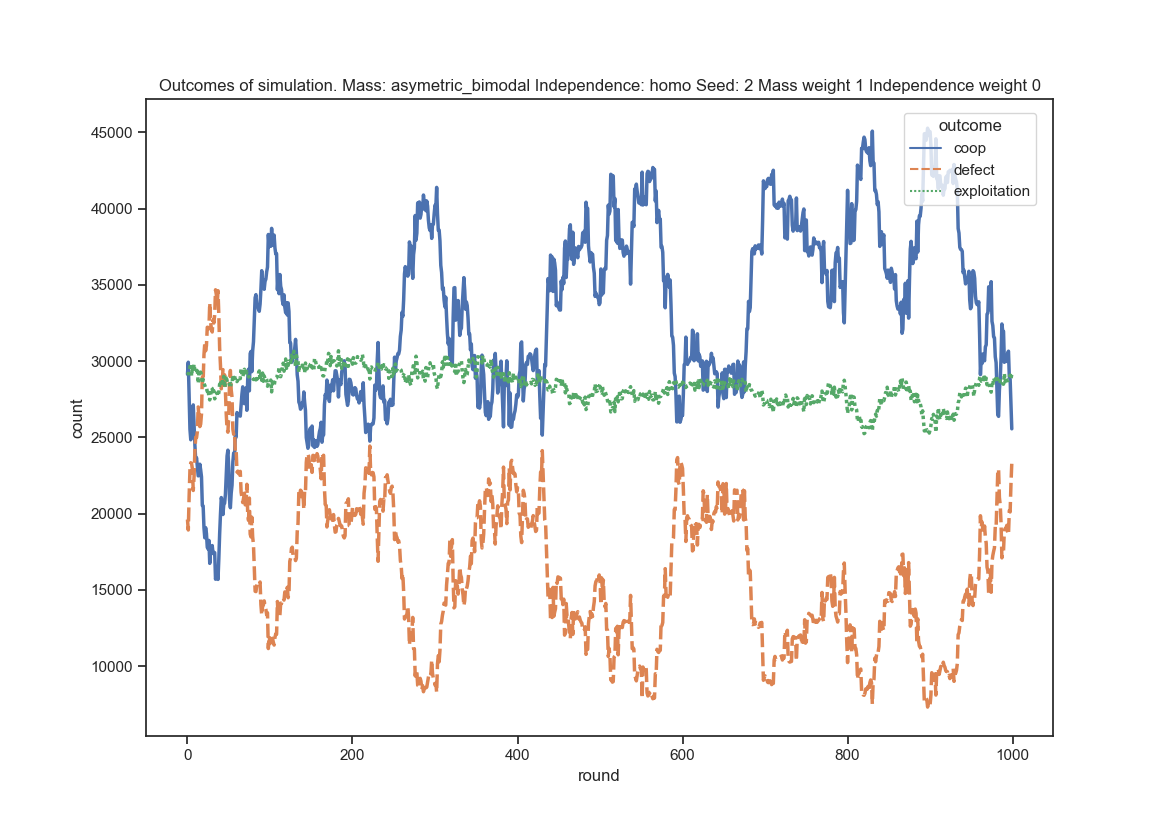 Outcomes of simulation. Mass: asymetric_bimodal Independence: homo Seed: 2 Mass weight 1 Independence weight 0
45000
40000
35000
30000
25000
20000
15000
10000
count
outcome
coop
defect
exploitation
0
200
400
600
800
1000
round